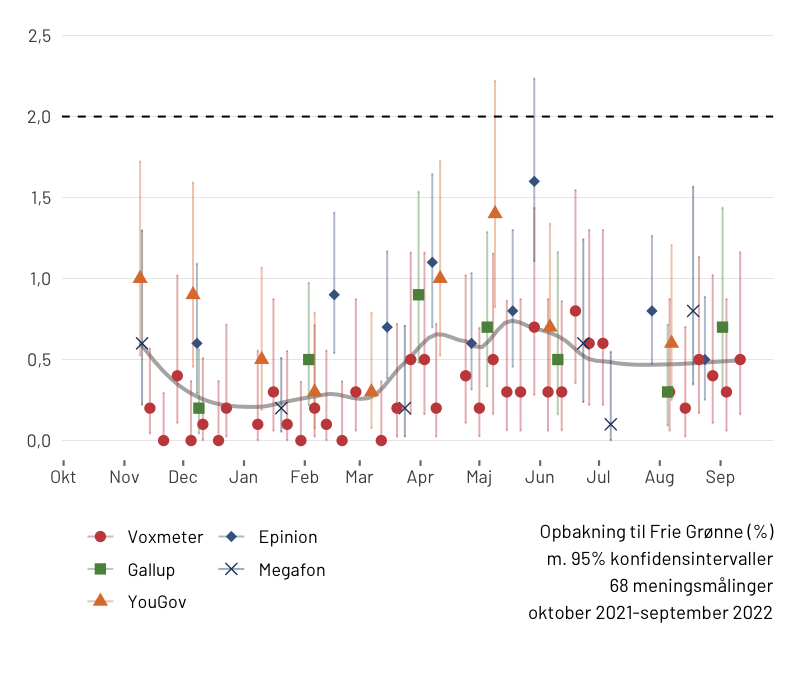 2,5
2,0
1,5
1,0
0,5
0,0
Okt Nov Dec Jan Feb Mar Apr Maj Jun Jul Aug Sep
Voxmeter Epinion
Gallup Megafon
YouGov
Opbakning til Frie Grønne (%)
m. 95% konfidensintervaller
68 meningsmålinger
oktober 2021-september 2022